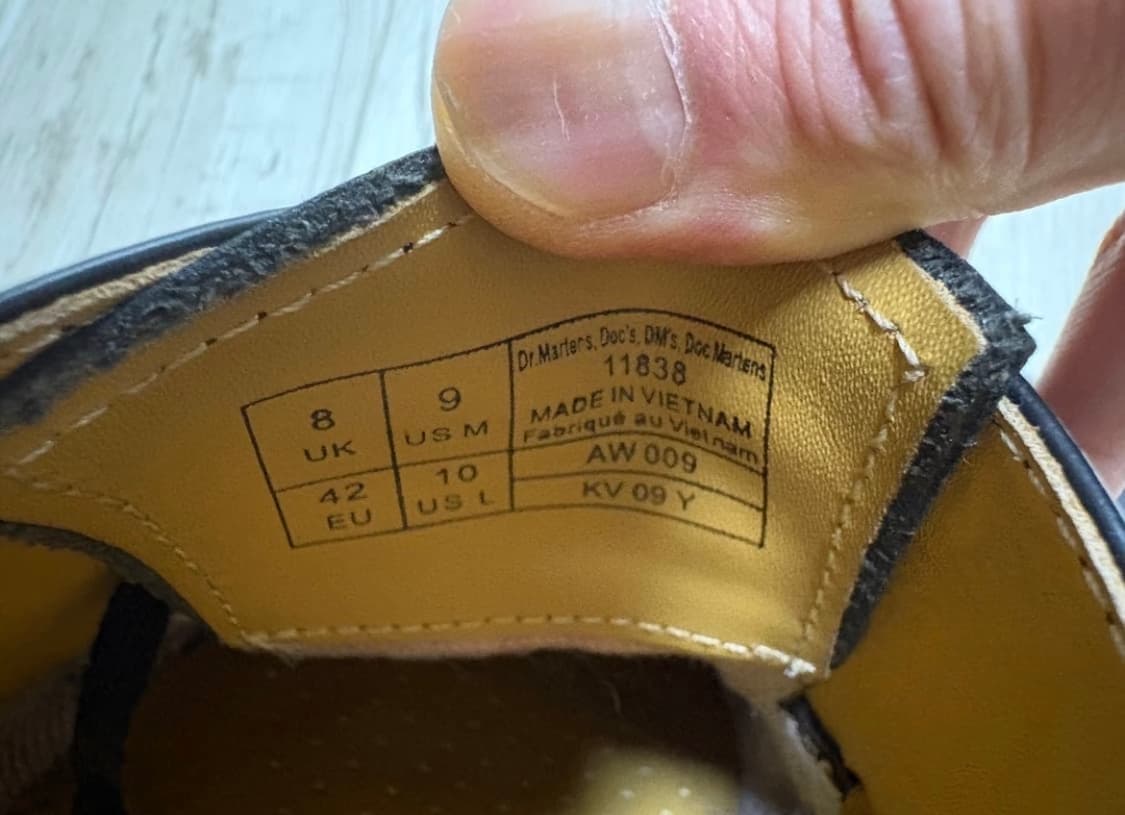 8
UK
9
US M
42
EU
10
US L
Dr.Martens, Doc's, DM's, Doc Martens
11838
MADE IN VIETNAM
Fabriqué au Vietnam
AW 009
KV 09 Y